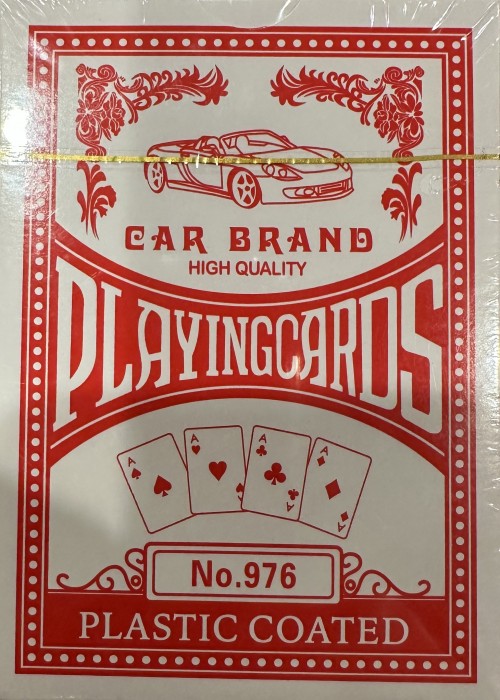 CAR BRAND
HIGH QUALITY
PLAYINGCARDS
A A A A
A A
No.976
PLASTIC COATED